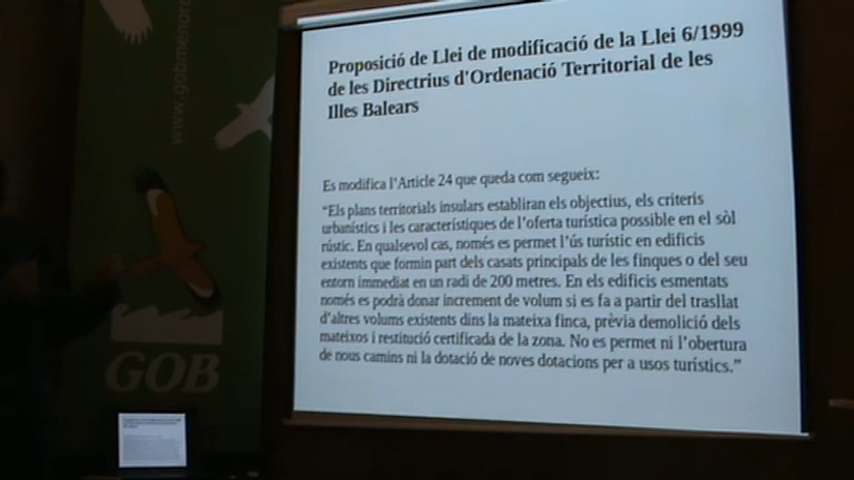 Proposició de Llei de modificació de la Llei 6/1999
de les Directrius d'Ordenació Territorial de les
Illes Balears
Es modifica l'Article 24 que queda com segueix:
"Els plans territorials insulars establiran els objectius, els criteris
urbanístics i les característiques de l'oferta turística possible en el sòl
rústic. En qualsevol cas, només es permet l'ús turístic en edificis
existents que formin part dels casats principals de les finques o del seu
entorn immediat en un radi de 200 metres. En els edificis esmentats
només es podrà donar increment de volum si es fa a partir del trasllat
d'altres volums existents dins la mateixa finca, prèvia demolició dels
mateixos i restitució certificada de la zona. No es permet ni l'obertura
de nous camins ni la dotació de noves dotacions per a usos turístics."
www.gobmenorc
GOB